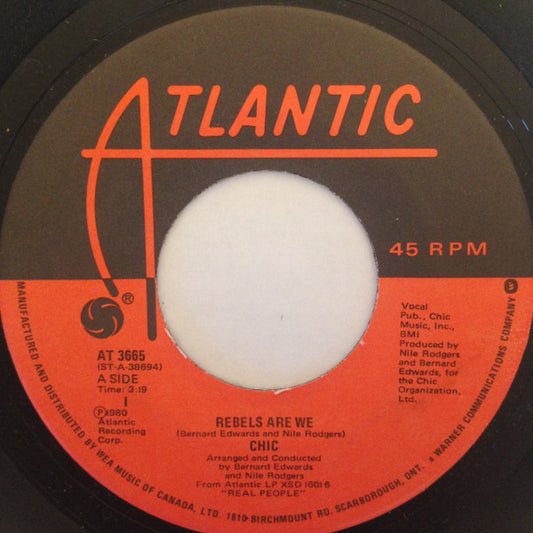 ATLANTIC
45 RPM
®
AT 3665
(ST-A-38694)
A SIDE
Time: 3:19
I
Ⓟ1980
Atlantic
Recording
Corp.
Vocal
Pub., Chic
Music, Inc.,
BMI
Produced by
Nile Rodgers
and Bernard
Edwards, for
the Chic
Organization,
Ltd.
REBELS ARE WE
(Bernard Edwards and Nile Rodgers)
CHIC
Arranged and Conducted
by Bernard Edwards
and Nile Rodgers
From Atlantic LP XSD 16016
"REAL PEOPLE"
MANUFACTURED AND DISTRIBUTED BY WEA MUSIC OF CANADA, LTD. 1810 BIRCHMOUNT RD. SCARBOROUGH, ONT. A WARNER COMMUNICATIONS COMPANY